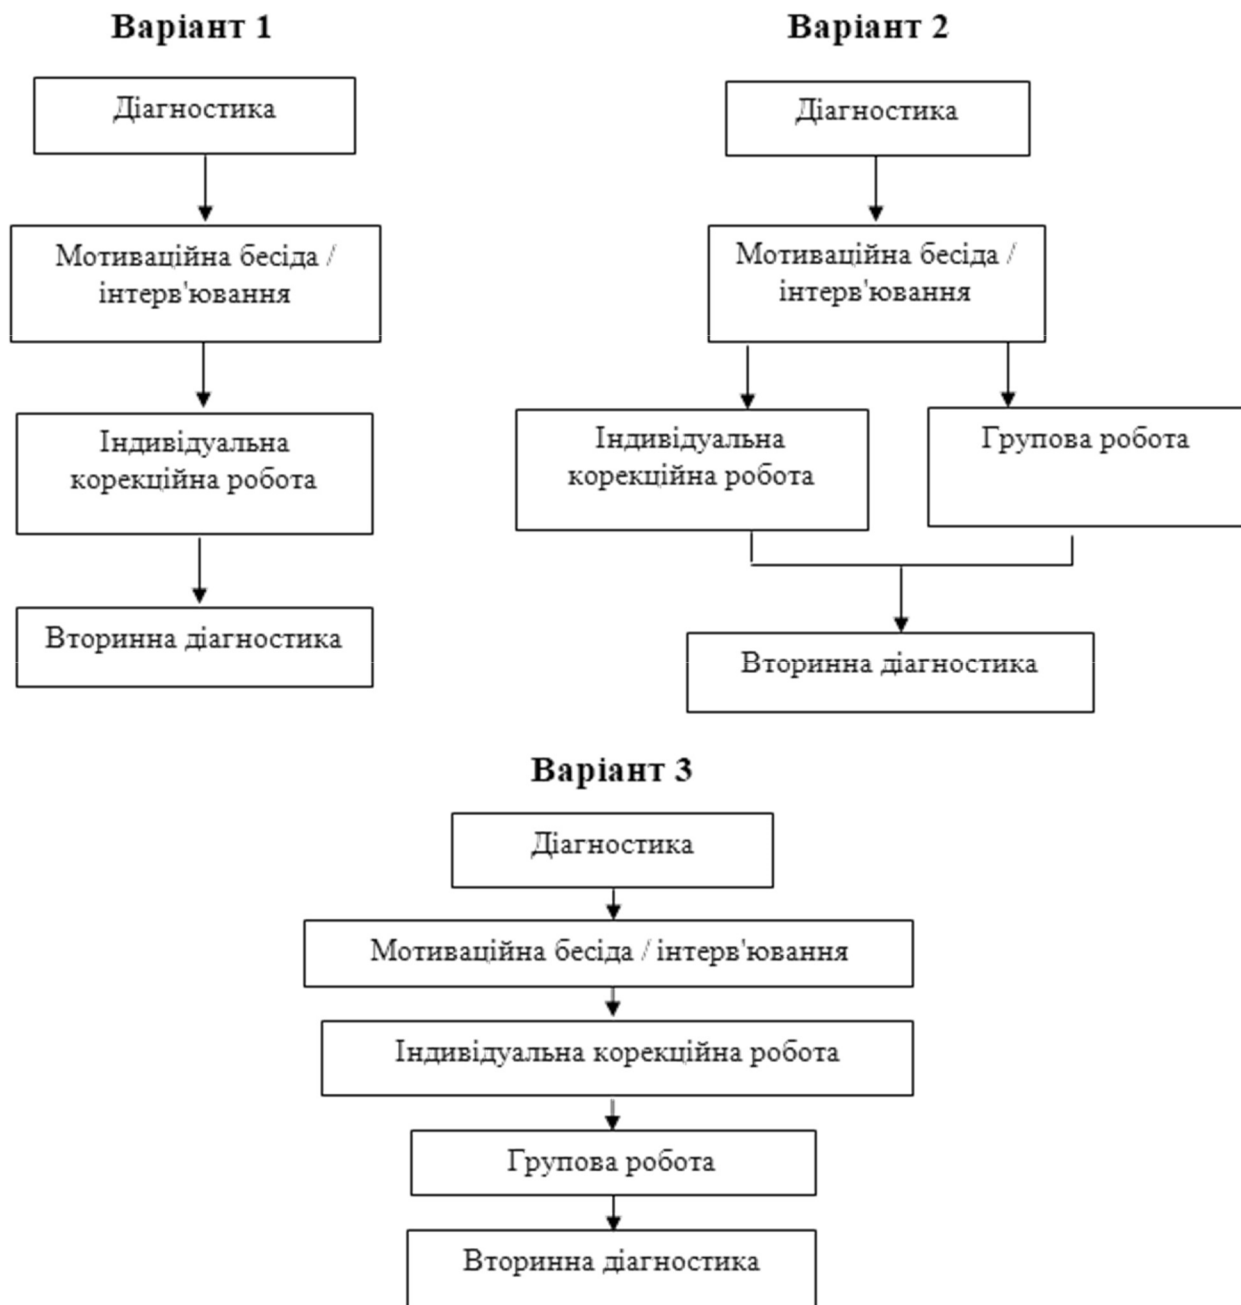 Варіант 1
Діагностика
Мотиваційна бесіда /
інтерв'ювання
Індивідуальна
корекційна робота
Вторинна діагностика
Варіант 2
Діагностика
Мотиваційна бесіда /
інтерв'ювання
Індивідуальна
корекційна робота
Групова робота
Вторинна діагностика
Варіант 3
Діагностика
Мотиваційна бесіда / інтерв'ювання
Індивідуальна корекційна робота
Групова робота
Вторинна діагностика